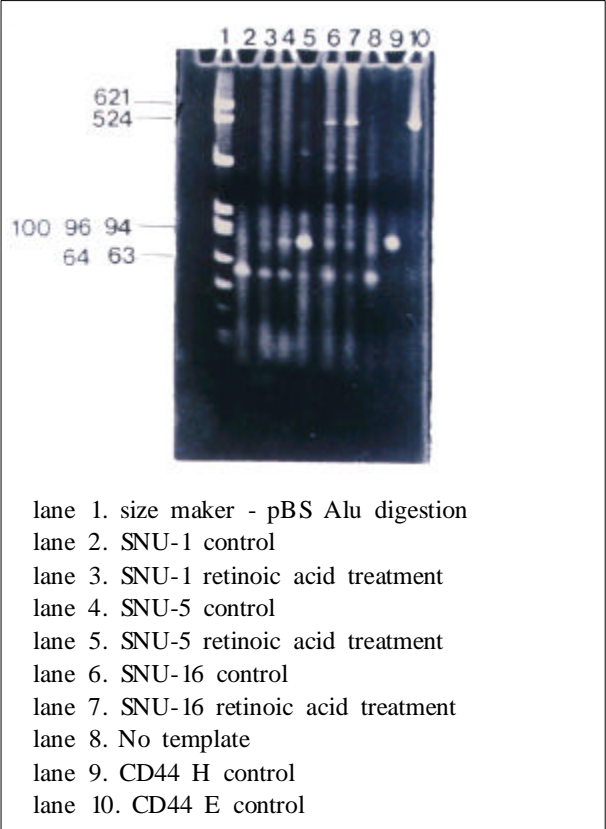 1 2 3 4 5 6 7 8 9 10
621
524
100 96 94
64 63
lane 1. size maker - pBS Alu digestion
lane 2. SNU-1 control
lane 3. SNU-1 retinoic acid treatment
lane 4. SNU-5 control
lane 5. SNU-5 retinoic acid treatment
lane 6. SNU-16 control
lane 7. SNU-16 retinoic acid treatment
lane 8. No template
lane 9. CD44 H control
lane 10. CD44 E control